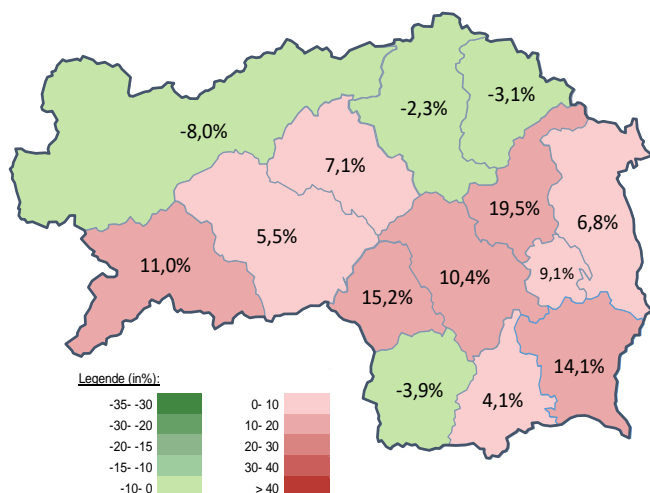 -2,3%
-3,1%
-8,0%
7,1%
19,5%
6,8%
5,5%
11,0%
10,4%
9,1%
15,2%
14,1%
-3,9%
4,1%
Legende (in%):
-35- -30 0- 10
-30- -20 10- 20
-20- -15 20- 30
-15- -10 30- 40
-10- 0 > 40